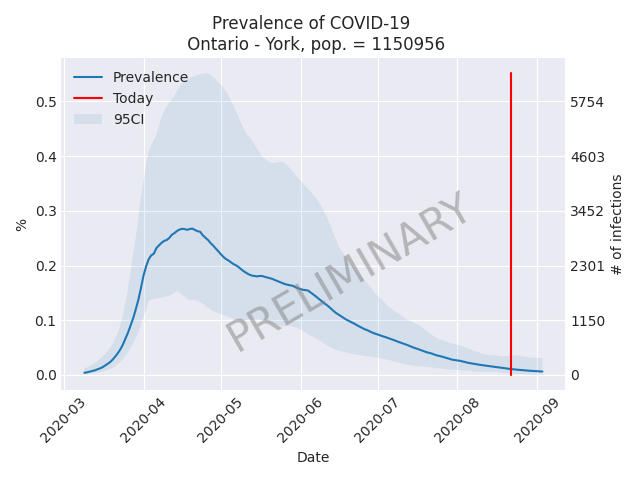 Prevalence of COVID-19
Ontario - York, pop. = 1150956
Prevalence
Today
95CI
0.5
0.4
0.3
0.2
0.1
0.0
%
5754
4603
3452
2301
1150
0
# of infections
PRELIMINARY
2020-03
2020-04
2020-05
2020-06
2020-07
2020-08
2020-09
Date